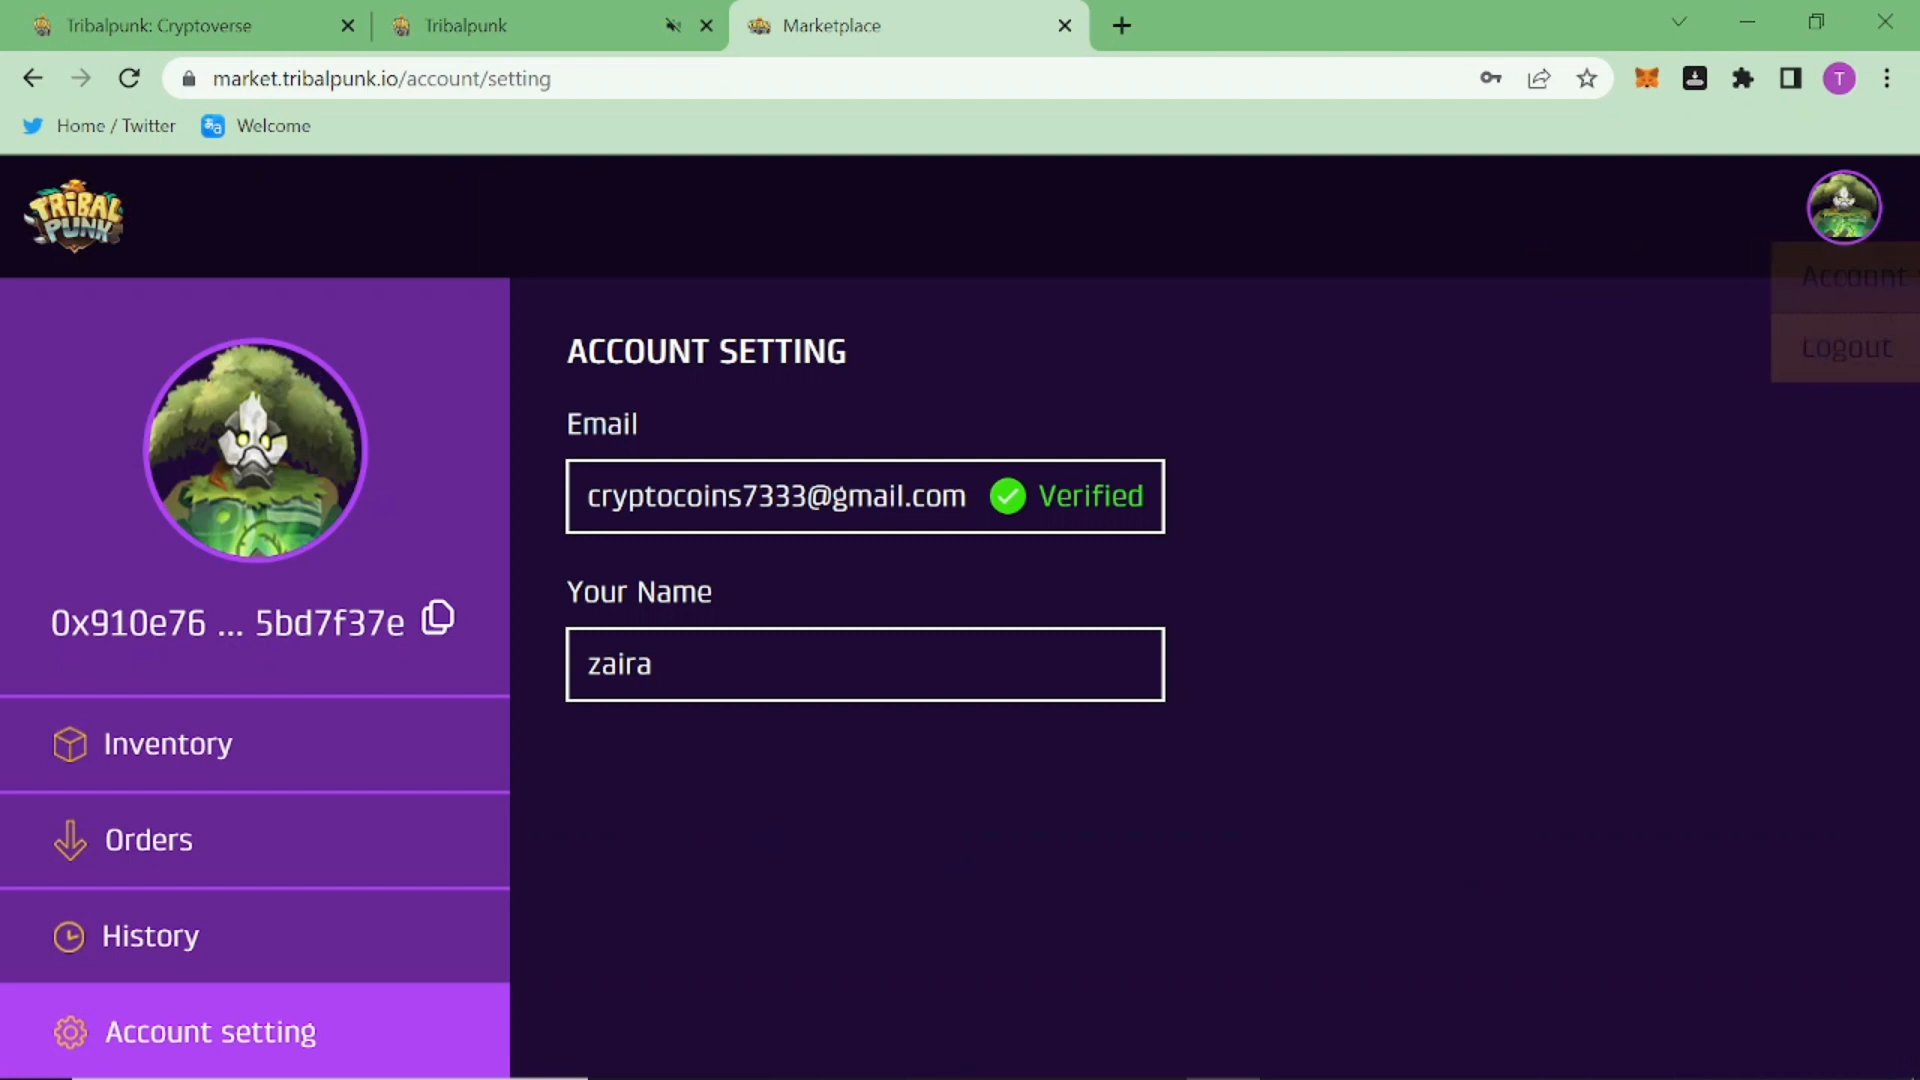 Tribalpunk: Cryptoverse
Tribalpunk
Marketplace
market.tribalpunk.io/account/setting
T
Home / Twitter
Welcome
TRIBAL
PUNK
Account
Logout
ACCOUNT SETTING
Email
cryptocoins7333@gmail.com Verified
Your Name
zaira
0x910e76 ... 5bd7f37e
Inventory
Orders
History
Account setting